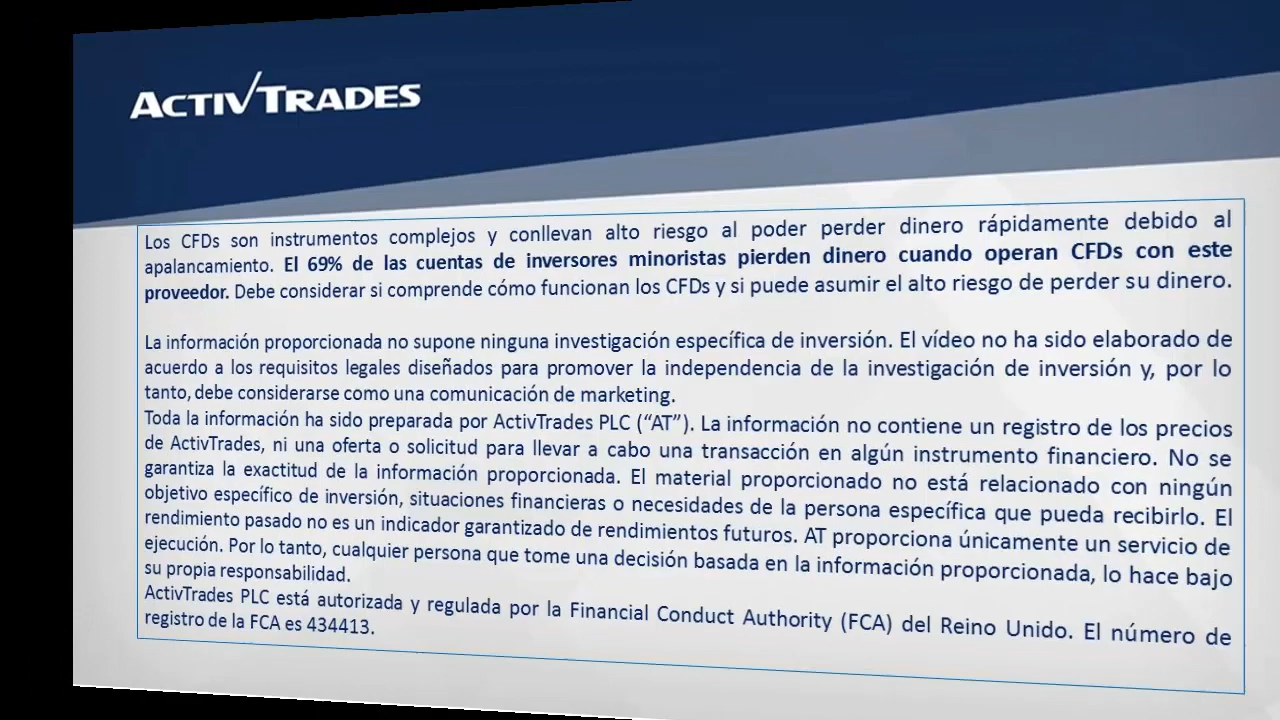 ACTIVTRADES
Los CFDs son instrumentos complejos y conllevan alto riesgo al poder perder dinero rápidamente debido al
apalancamiento. El 69% de las cuentas de inversores minoristas pierden dinero cuando operan CFDs con este
proveedor. Debe considerar si comprende cómo funcionan los CFDs y si puede asumir el alto riesgo de perder su dinero.
La información proporcionada no supone ninguna investigación específica de inversión. El vídeo no ha sido elaborado de
acuerdo a los requisitos legales diseñados para promover la independencia de la investigación de inversión y, por lo
tanto, debe considerarse como una comunicación de marketing.
Toda la información ha sido preparada por ActivTrades PLC (“AT”). La información no contiene un registro de los precios
de ActivTrades, ni una oferta o solicitud para llevar a cabo una transacción en algún instrumento financiero. No se
garantiza la exactitud de la información proporcionada. El material proporcionado no está relacionado con ningún
objetivo específico de inversión, situaciones financieras o necesidades de la persona específica que pueda recibirlo. El
rendimiento pasado no es un indicador garantizado de rendimientos futuros. AT proporciona únicamente un servicio de
ejecución. Por lo tanto, cualquier persona que tome una decisión basada en la información proporcionada, lo hace bajo
su propia responsabilidad.
ActivTrades PLC está autorizada y regulada por la Financial Conduct Authority (FCA) del Reino Unido. El número de
registro de la FCA es 434413.